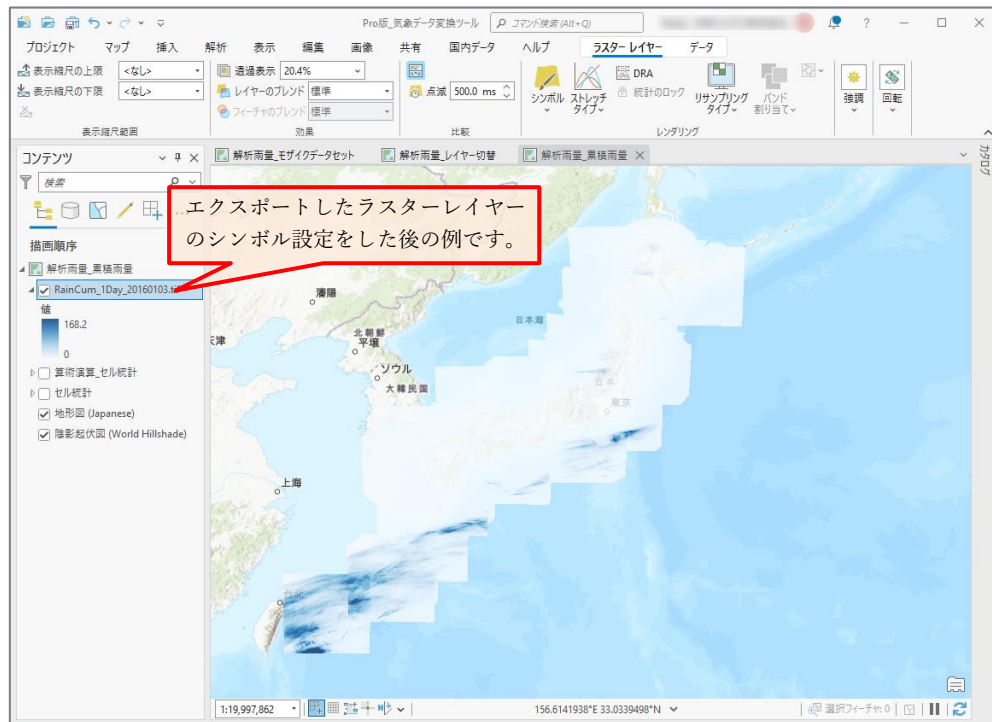 Pro版_気象データ変換ツール
コマンド検索 (Alt+Q)
?
プロジェクト マップ 挿入 解析 表示 編集 画像 共有 国内データ ヘルプ ラスター レイヤー データ
表示縮尺の上限 <なし>
表示縮尺の下限 <なし>
表示縮尺範囲
透過表示 20.4%
レイヤーのブレンド 標準
フィーチャのブレンド 標準
効果
点滅 500.0 ms
比較
シンボル
ストレッチ タイプ
DRA
統計のロック
リサンプリング タイプ
バンド 割り当て
レンダリング
強調
回転
コンテンツ
検索
描画順序
解析雨量_累積雨量
RainCum_1Day_20160103.ti
値
168.2
0
算術演算_セル統計
セル統計
地形図 (Japanese)
陰影起伏図 (World Hillshade)
解析雨量_モザイクデータセット 解析雨量_レイヤー切替 解析雨量_累積雨量
カタログ
エクスポートしたラスターレイヤー
のシンボル設定をした後の例です。
瀋陽
天津
北朝鮮
平壌
ソウル
大韓民国
日本海
日本
東京
上海
台北
1:19,997,862
156.6141938°E 33.0339498°N
選択フィーチャ: 0